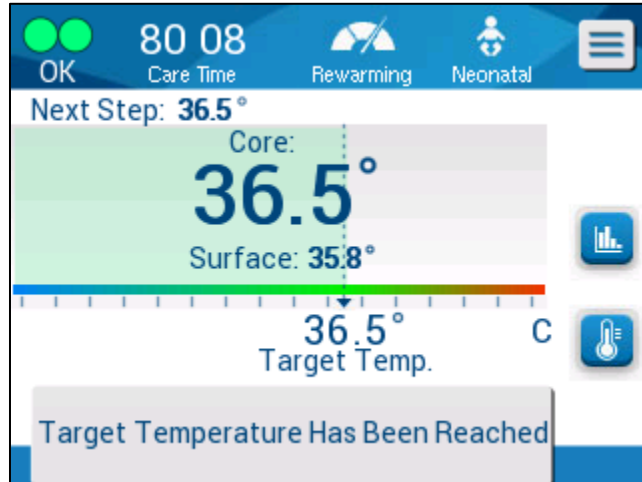 80 08
OK Care Time Rewarming Neonatal
Next Step: 36.5°
Core:
36.5°
Surface: 35.8°
36.5° C
Target Temp.
Target Temperature Has Been Reached